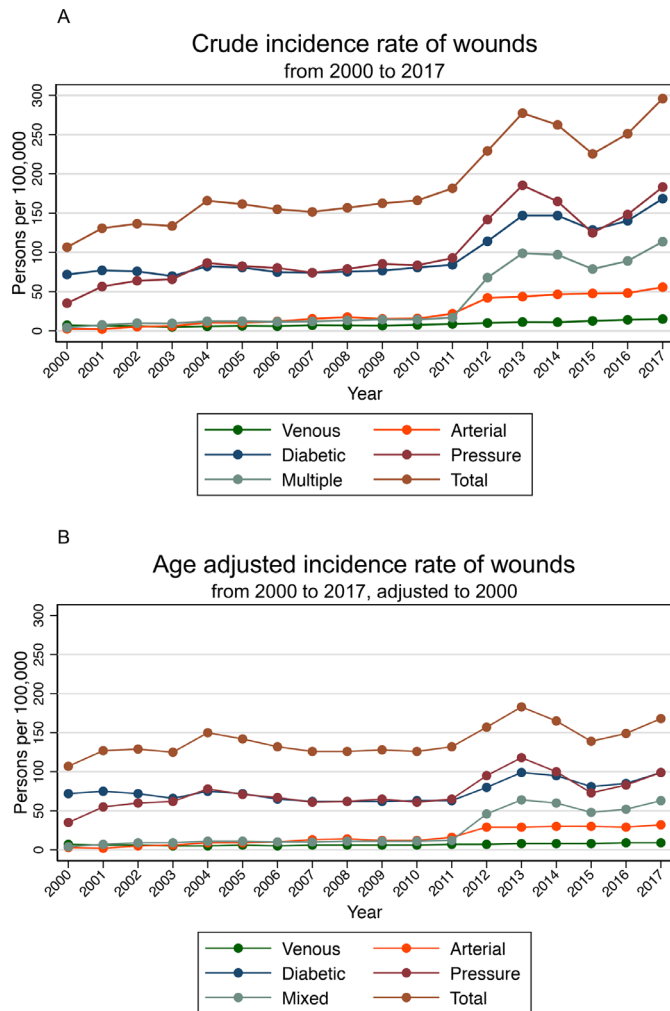 A
Crude incidence rate of wounds
from 2000 to 2017
Persons per 100,000
300
250
200
150
100
50
0
2000 2001 2002 2003 2004 2005 2006 2007 2008 2009 2010 2011 2012 2013 2014 2015 2016 2017
Year
Venous Arterial
Diabetic Pressure
Multiple Total
B
Age adjusted incidence rate of wounds
from 2000 to 2017, adjusted to 2000
Persons per 100,000
300
250
200
150
100
50
0
2000 2001 2002 2003 2004 2005 2006 2007 2008 2009 2010 2011 2012 2013 2014 2015 2016 2017
Year
Venous Arterial
Diabetic Pressure
Mixed Total